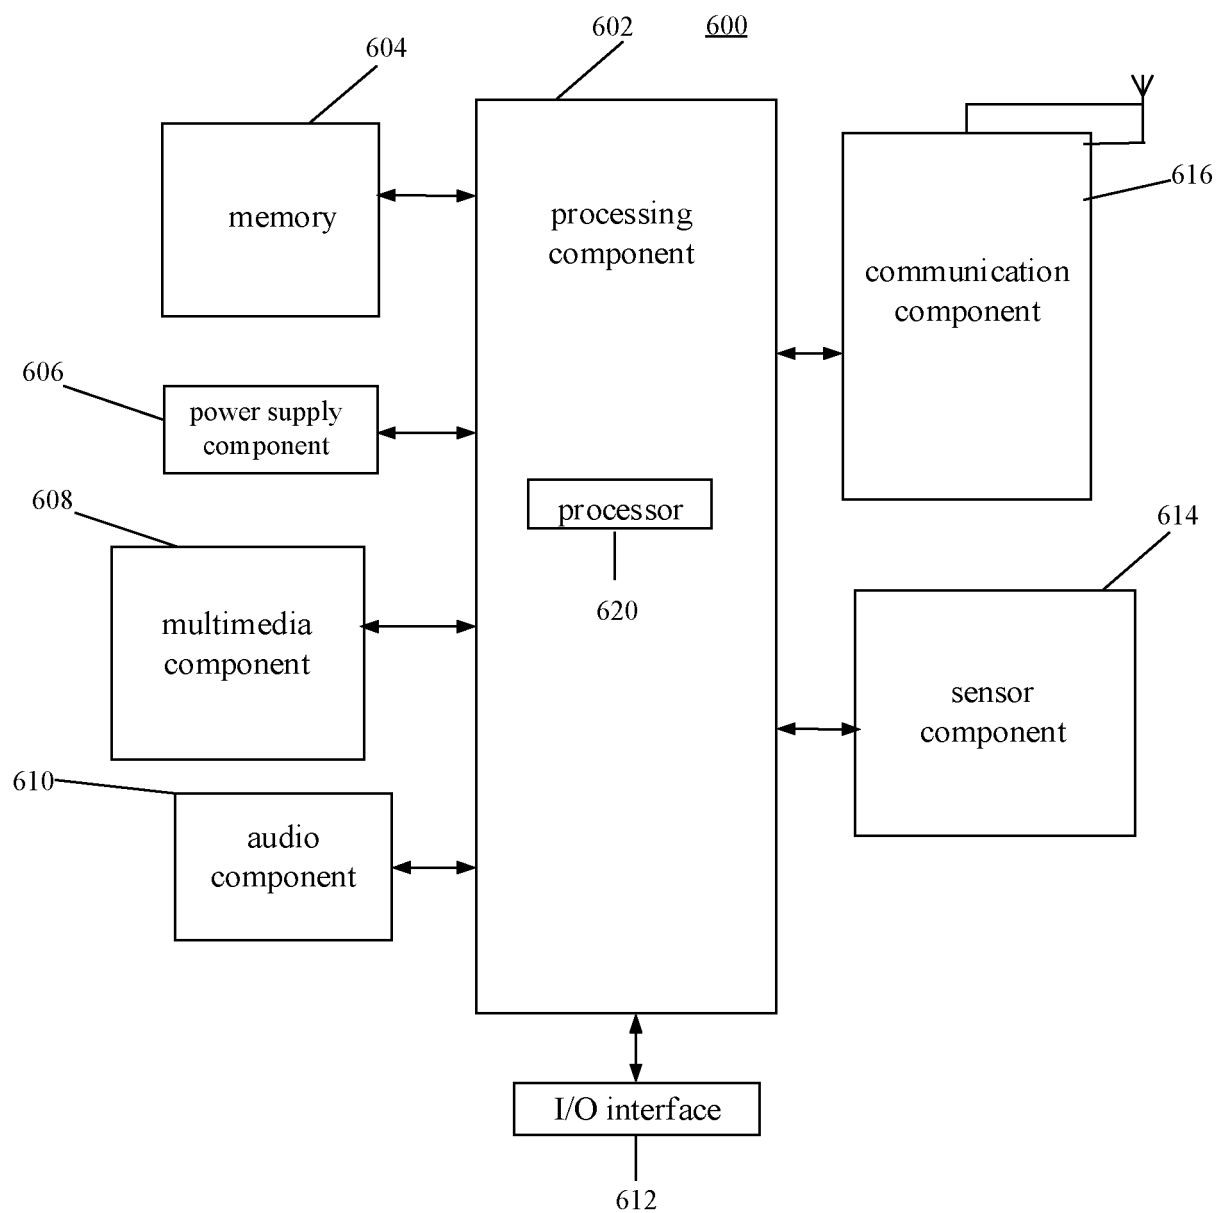 602
600
604
memory
processing
component
616
communication
component
606
power supply
component
608
processor
614
620
multimedia
component
sensor
component
610
audio
component
I/O interface
612